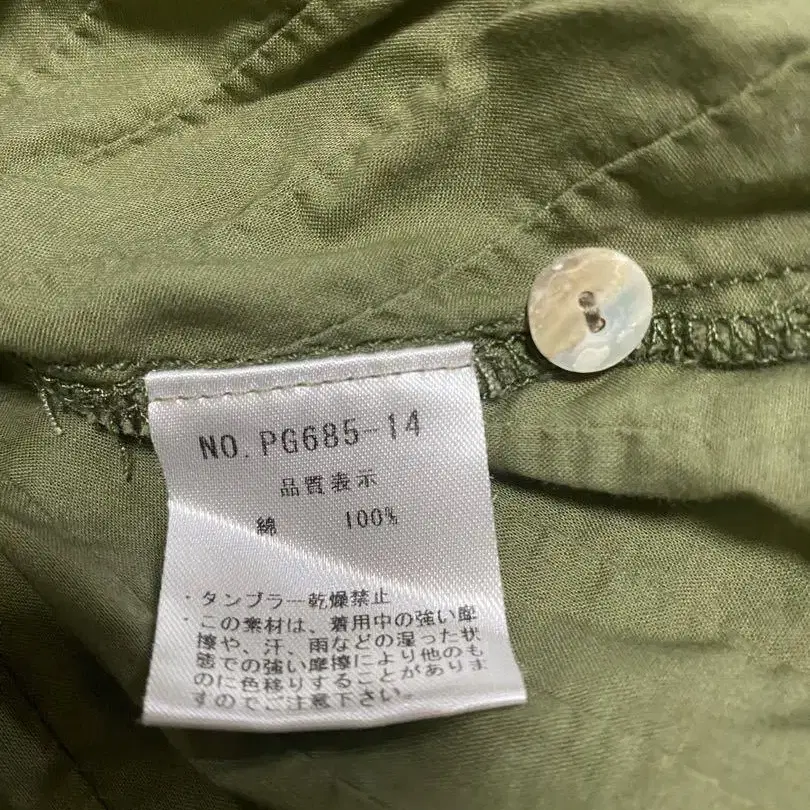 NO. PG685-14
品質表示
綿 100%
・タンブラー乾燥禁止
・この素材は、着用中の強い摩
擦や、汗、雨などの湿った状
態での強い摩擦により他のも
のに色移りすることがありま
すのでご注意下さい。